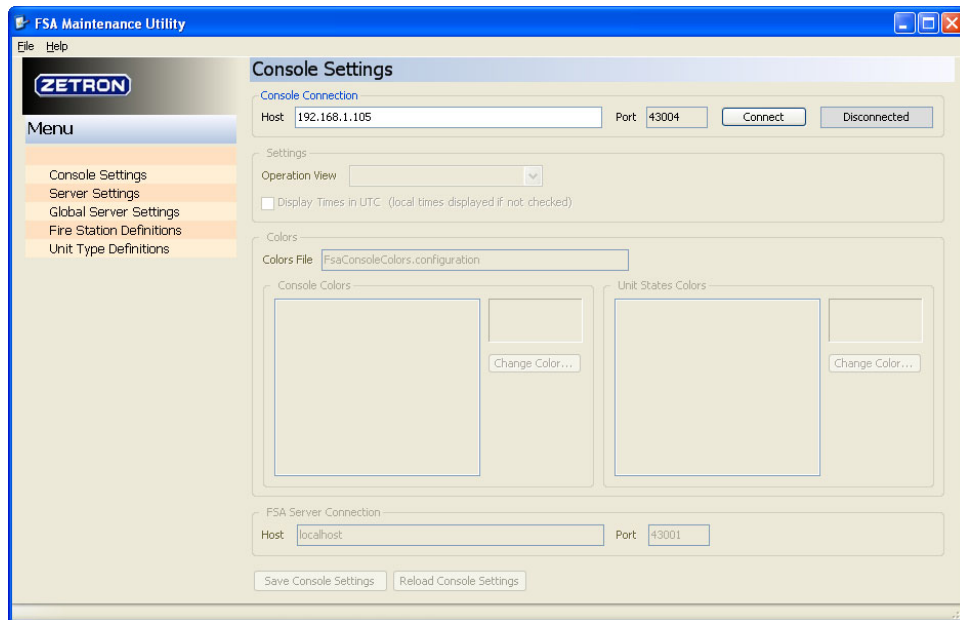 FSA Maintenance Utility
File Help
ZETRON
Menu
Console Settings
Server Settings
Global Server Settings
Fire Station Definitions
Unit Type Definitions
Console Settings
Console Connection
Host 192.168.1.105 Port 43004 Connect Disconnected
Settings
Operation View
Display Times in UTC (local times displayed if not checked)
Colors
Colors File FsaConsoleColors.configuration
Console Colors Unit States Colors
Change Color... Change Color...
FSA Server Connection
Host localhost Port 43001
Save Console Settings Reload Console Settings